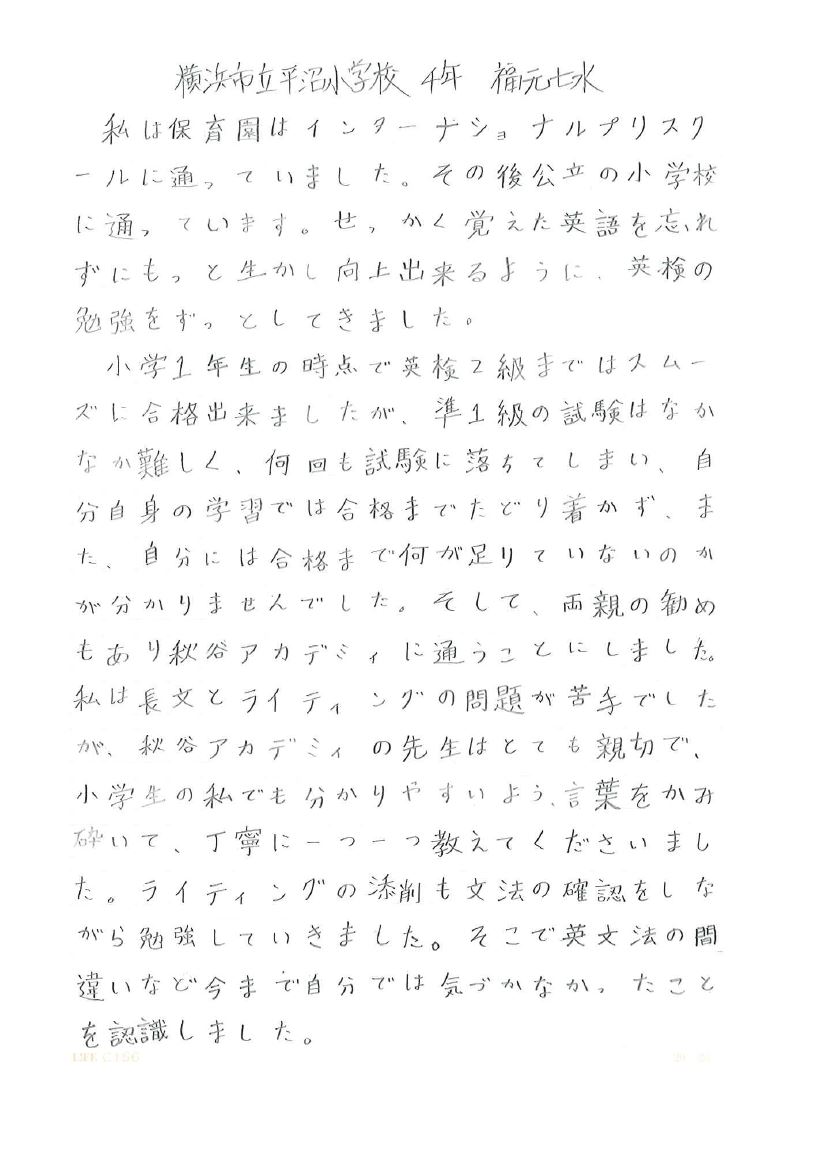 横浜市立平沼小学校 4年 福元七水
私は保育園はインターナショナルプリスク
ールに通っていました。その後公立の小学校
に通っています。せっかく覚えた英語を忘れ
ずにもっと生かし向上出来るように、英検の
勉強をずっとしてきました。
小学1年生の時点で英検2級まではスムー
ズに合格出来ましたが、準1級の試験はなか
なか難しく、何回も試験に落ちてしまい、自
分自身の学習では合格までたどり着かず、ま
た、自分には合格まで何が足りていないのか
が分かりませんでした。そして、両親の勧め
もあり秋谷アカデミィに通うことにしました。
私は長文とライティングの問題が苦手でした
が、秋谷アカデミィの先生はとても親切で、
小学生の私でも分かりやすいよう、言葉をかみ
砕いて、丁寧に一つ一つ教えてくださいまし
た。ライティングの添削も文法の確認をしな
がら勉強していきました。そこで英文法の間
違いなど今まで自分では気づかなかったこと
を認識しました。
LIFE C156